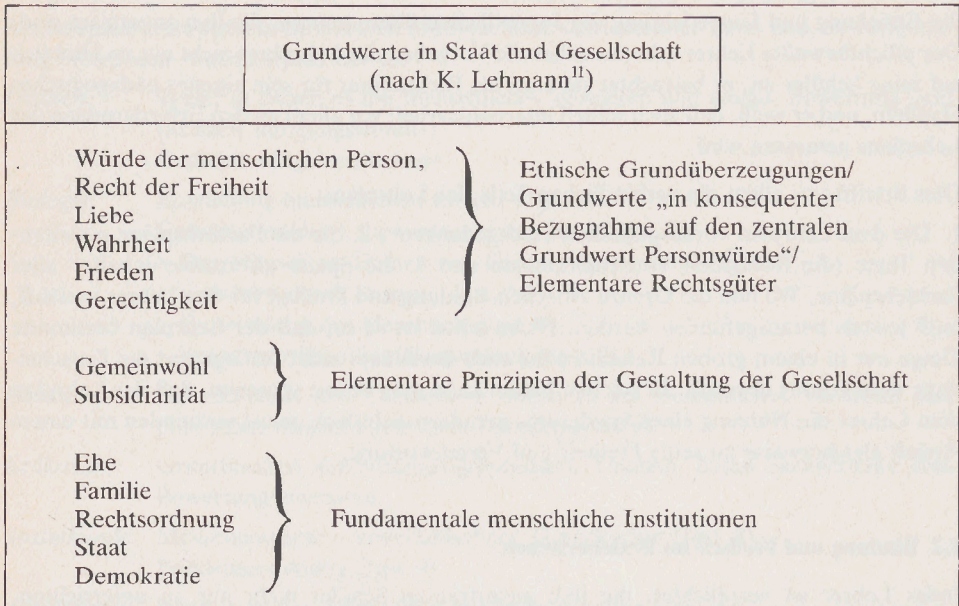 Grundwerte in Staat und Gesellschaft
(nach K. Lehmann¹¹)
Würde der menschlichen Person,
Recht der Freiheit
Liebe
Wahrheit
Frieden
Gerechtigkeit
Ethische Grundüberzeugungen/
Grundwerte „in konsequenter
Bezugnahme auf den zentralen
Grundwert Personwürde“/
Elementare Rechtsgüter
Gemeinwohl
Subsidiarität
Elementare Prinzipien der Gestaltung der Gesellschaft
Ehe
Familie
Rechtsordnung
Staat
Demokratie
Fundamentale menschliche Institutionen